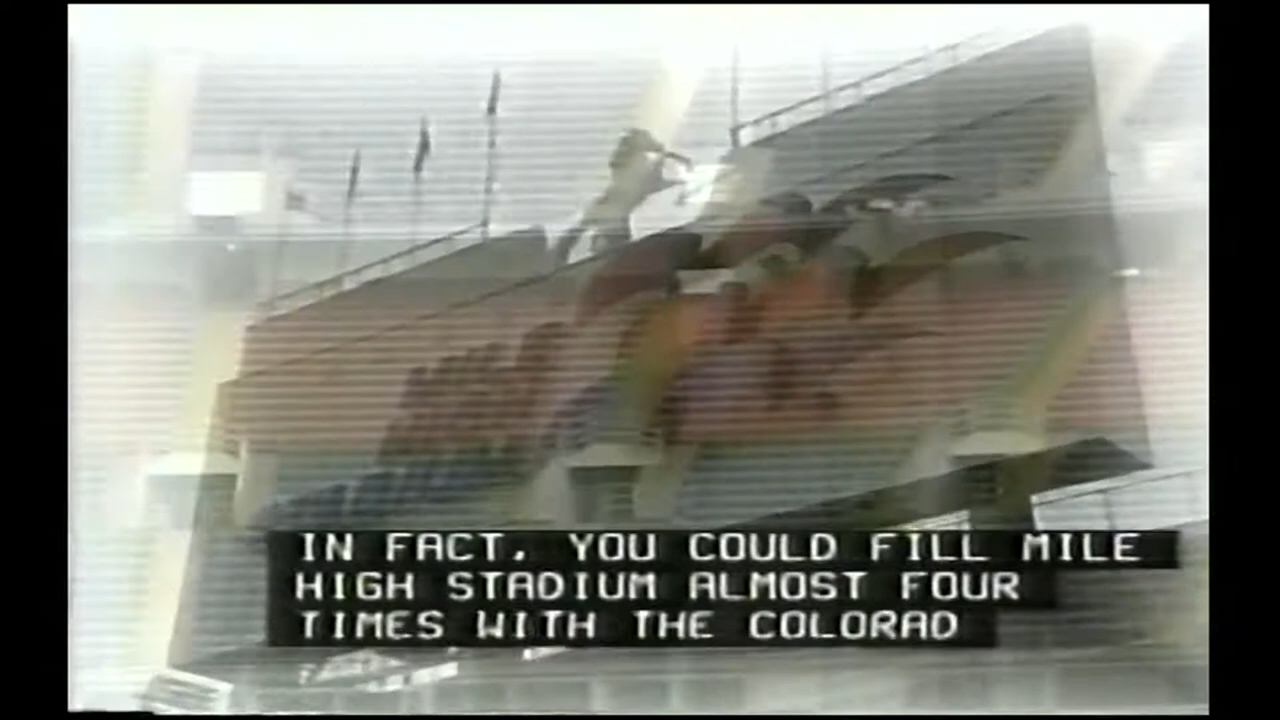 IN FACT, YOU COULD FILL MILE
HIGH STADIUM ALMOST FOUR
TIMES WITH THE COLORAD